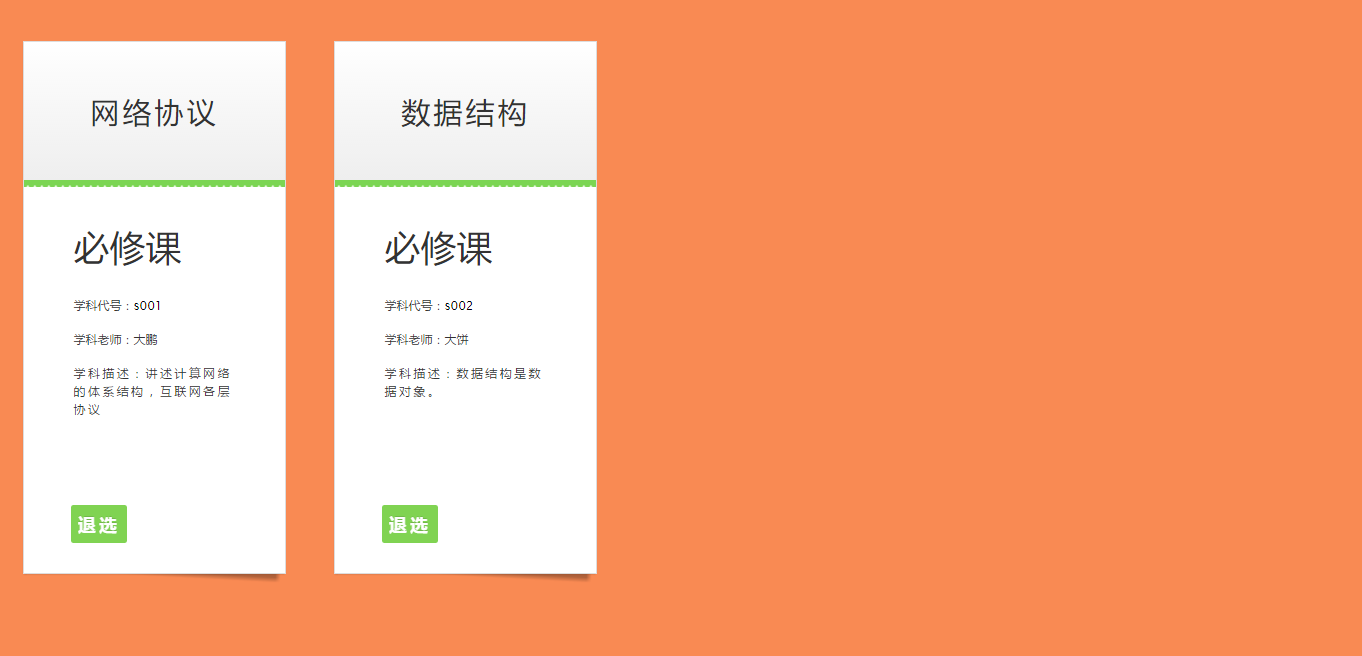 网络协议
必修课
学科代号：s001
学科老师：大鹏
学科描述：讲述计算网络
的体系结构，互联网各层
协议
退选
数据结构
必修课
学科代号：s002
学科老师：大饼
学科描述：数据结构是数
据对象。
退选